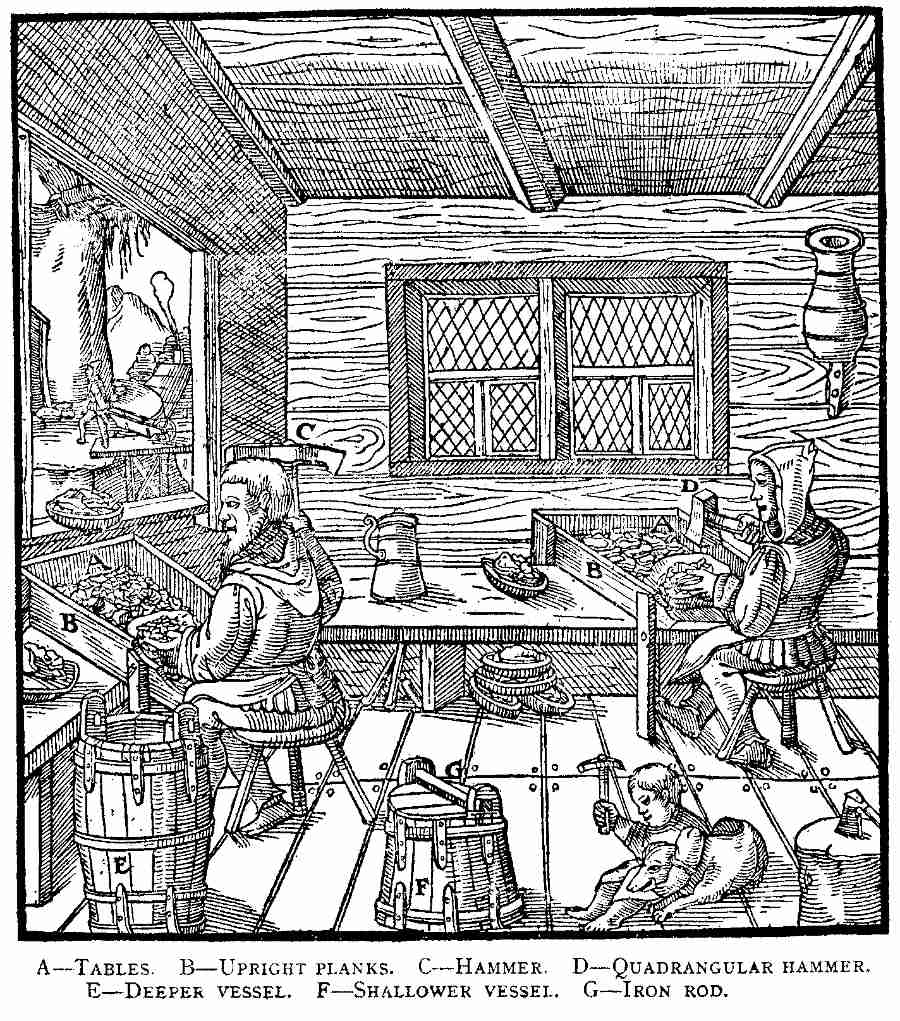 C
D
A
A
B
B
G
E
F
A—TABLES. B—UPRIGHT PLANKS. C—HAMMER. D—QUADRANGULAR HAMMER.
E—DEEPER VESSEL. F—SHALLOWER VESSEL. G—IRON ROD.